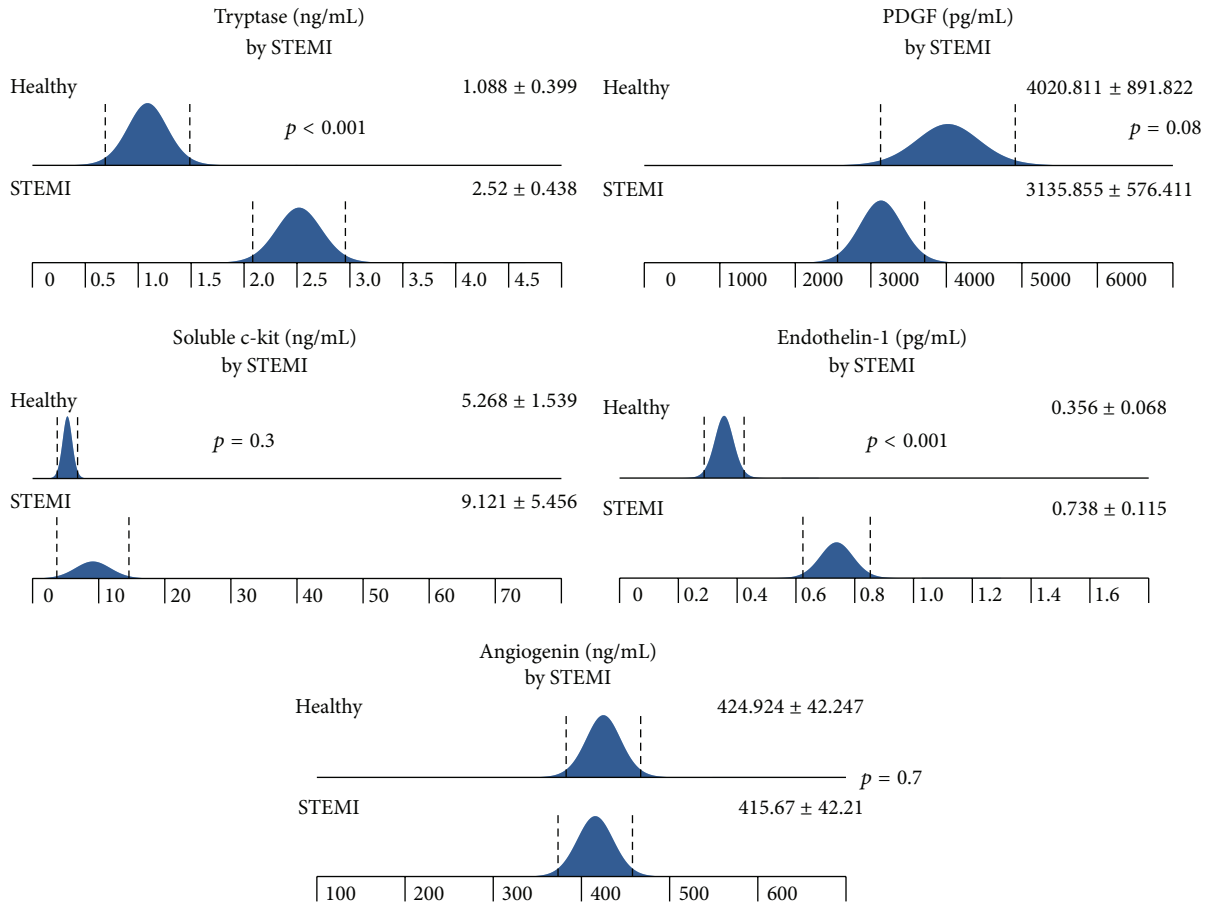 Tryptase (ng/mL)
by STEMI
Healthy
1.088 ± 0.399
p < 0.001
STEMI
2.52 ± 0.438
0 0.5 1.0 1.5 2.0 2.5 3.0 3.5 4.0 4.5
PDGF (pg/mL)
by STEMI
Healthy
4020.811 ± 891.822
p = 0.08
STEMI
3135.855 ± 576.411
0 1000 2000 3000 4000 5000 6000
Soluble c-kit (ng/mL)
by STEMI
Healthy
5.268 ± 1.539
p = 0.3
STEMI
9.121 ± 5.456
0 10 20 30 40 50 60 70
Endothelin-1 (pg/mL)
by STEMI
Healthy
0.356 ± 0.068
p < 0.001
STEMI
0.738 ± 0.115
0 0.2 0.4 0.6 0.8 1.0 1.2 1.4 1.6
Angiogenin (ng/mL)
by STEMI
Healthy
424.924 ± 42.247
p = 0.7
STEMI
415.67 ± 42.21
100 200 300 400 500 600